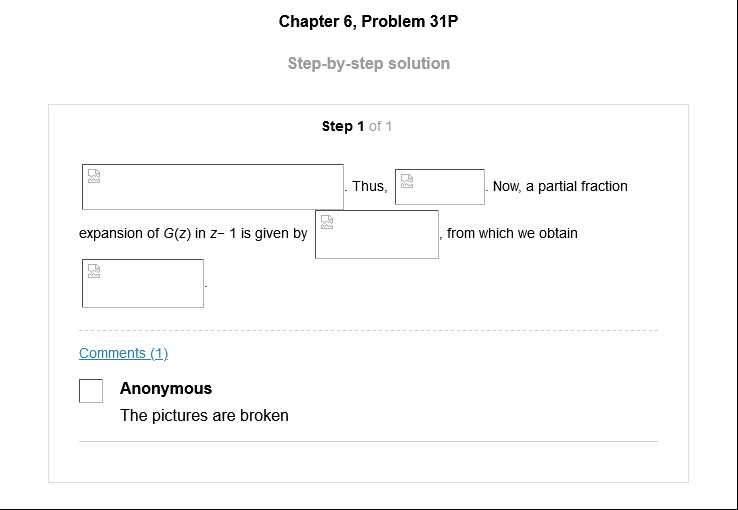 Chapter 6, Problem 31P
Step-by-step solution
Step 1 of 1
. Thus, . Now, a partial fraction
expansion of G(z) in z− 1 is given by , from which we obtain
.
Comments (1)
Anonymous
The pictures are broken